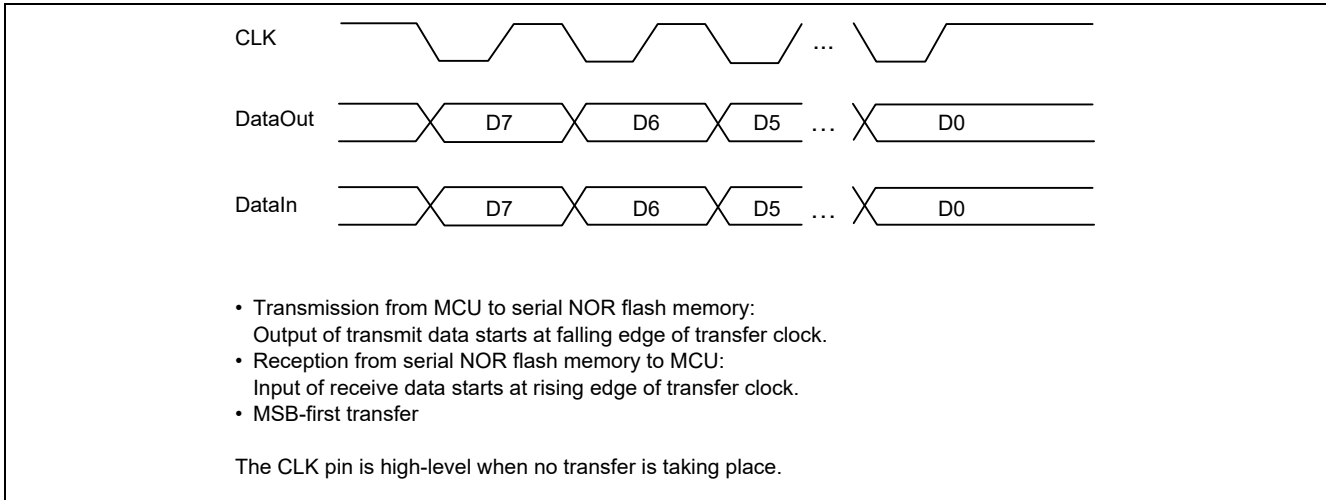 CLK ...
DataOut D7 D6 D5 ... D0
DataIn D7 D6 D5 ... D0
• Transmission from MCU to serial NOR flash memory:
Output of transmit data starts at falling edge of transfer clock.
• Reception from serial NOR flash memory to MCU:
Input of receive data starts at rising edge of transfer clock.
• MSB-first transfer
The CLK pin is high-level when no transfer is taking place.